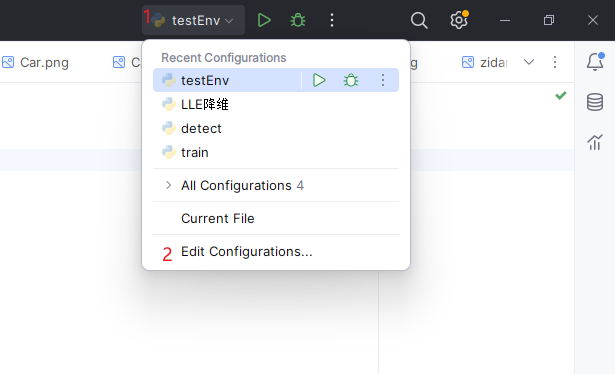 1 testEnv
Car.png
C
g
zidar
Recent Configurations
testEnv
LLE降维
detect
train
All Configurations 4
Current File
2 Edit Configurations...